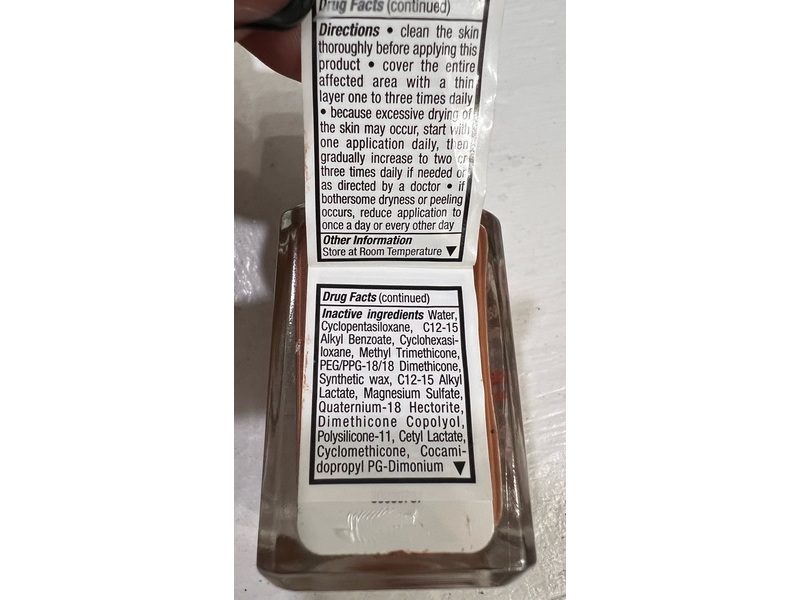 Drug Facts (continued)
Directions • clean the skin
thoroughly before applying this
product • cover the entire
affected area with a thin
layer one to three times daily
• because excessive drying of
the skin may occur, start with
one application daily, then
gradually increase to two or
three times daily if needed or
as directed by a doctor • if
bothersome dryness or peeling
occurs, reduce application to
once a day or every other day
Other Information
Store at Room Temperature ▼
Drug Facts (continued)
Inactive ingredients Water,
Cyclopentasiloxane, C12-15
Alkyl Benzoate, Cyclohexasi-
loxane, Methyl Trimethicone,
PEG/PPG-18/18 Dimethicone,
Synthetic wax, C12-15 Alkyl
Lactate, Magnesium Sulfate,
Quaternium-18 Hectorite,
Dimethicone Copolyol,
Polysilicone-11, Cetyl Lactate,
Cyclomethicone, Cocami-
dopropyl PG-Dimonium ▼